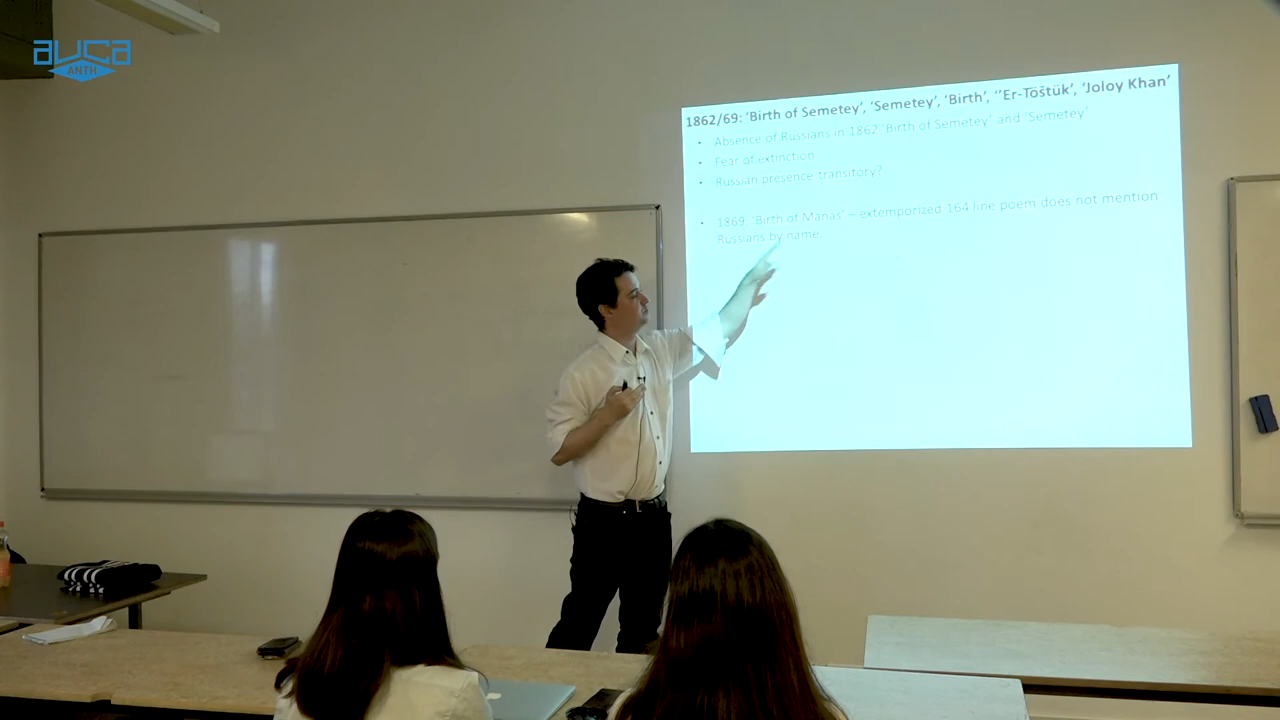 auca
ANTH
1862/69: ‘Birth of Semetey’, ‘Semetey’, ‘Birth’, ‘’Er-Töštük’, ‘Joloy Khan’
• Absence of Russians in 1862 ‘Birth of Semetey’ and ‘Semetey’
• Fear of extinction
• Russian presence transitory?
• 1869: ‘Birth of Manas’ – extemporized 164 line poem does not mention
Russians by name.